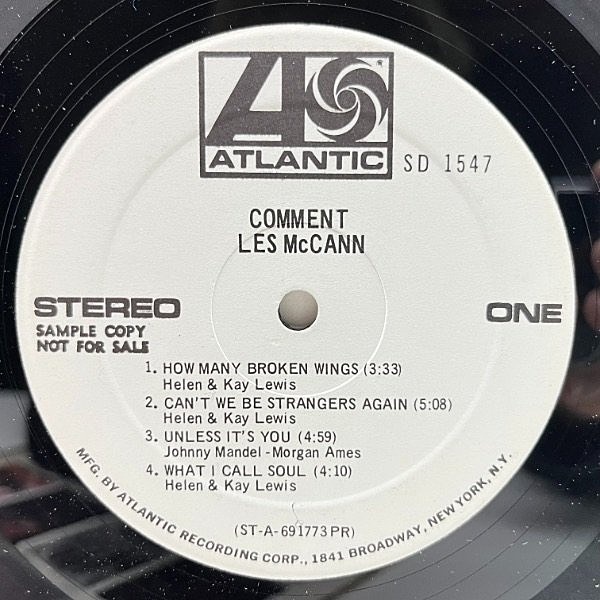 ATLANTIC
SD 1547
COMMENT
LES McCANN
STEREO
ONE
SAMPLE COPY
NOT FOR SALE
1. HOW MANY BROKEN WINGS (3:33)
Helen & Kay Lewis
2. CAN'T WE BE STRANGERS AGAIN (5:08)
Helen & Kay Lewis
3. UNLESS IT'S YOU (4:59)
Johnny Mandel-Morgan Ames
4. WHAT I CALL SOUL (4:10)
Helen & Kay Lewis
(ST-A-691773 PR)
MFG. BY ATLANTIC RECORDING CORP., 1841 BROADWAY, NEW YORK, N.Y.